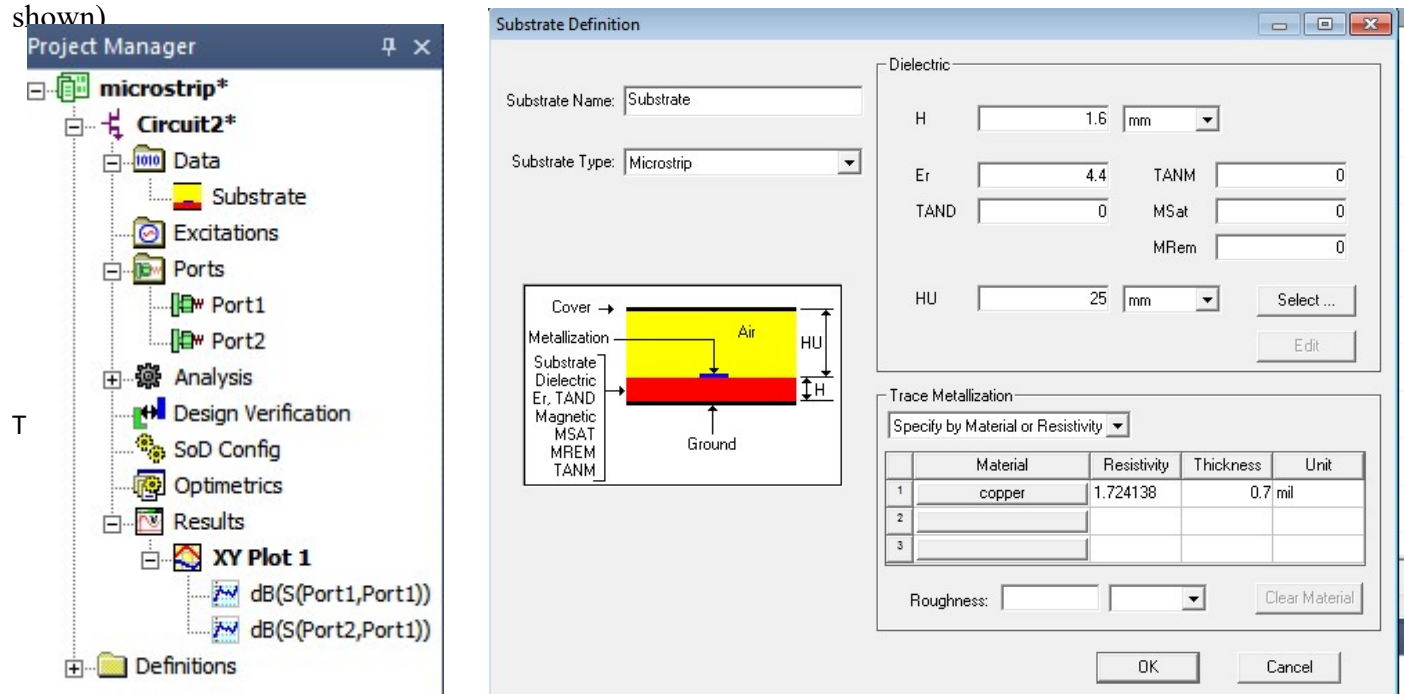 shown)
Project Manager
microstrip*
Circuit2*
Data
Substrate
Excitations
Ports
Port1
Port2
Analysis
Design Verification
SoD Config
Optimetrics
Results
XY Plot 1
dB(S(Port1,Port1))
dB(S(Port2,Port1))
Definitions
T
Substrate Definition
Substrate Name: Substrate
Substrate Type: Microstrip
Cover
Metallization
Air
HU
Substrate
Dielectric
Er, TAND
Magnetic
MSAT
MREM
TANM
H
Ground
Dielectric
H 1.6 mm
Er 4.4 TANM 0
TAND 0 MSat 0
MRem 0
HU 25 mm Select ...
Edit
Trace Metallization
Specify by Material or Resistivity
Material Resistivity Thickness Unit
1 copper 1.724138 0.7 mil
2
3
Roughness: Clear Material
OK Cancel